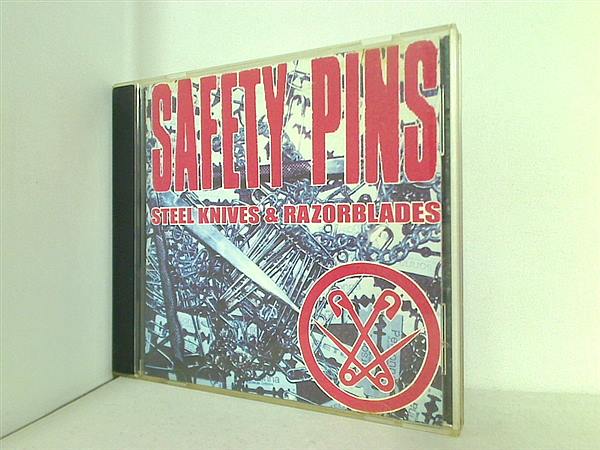 SAFETY PINS
STEEL KNIVES & RAZORBLADES